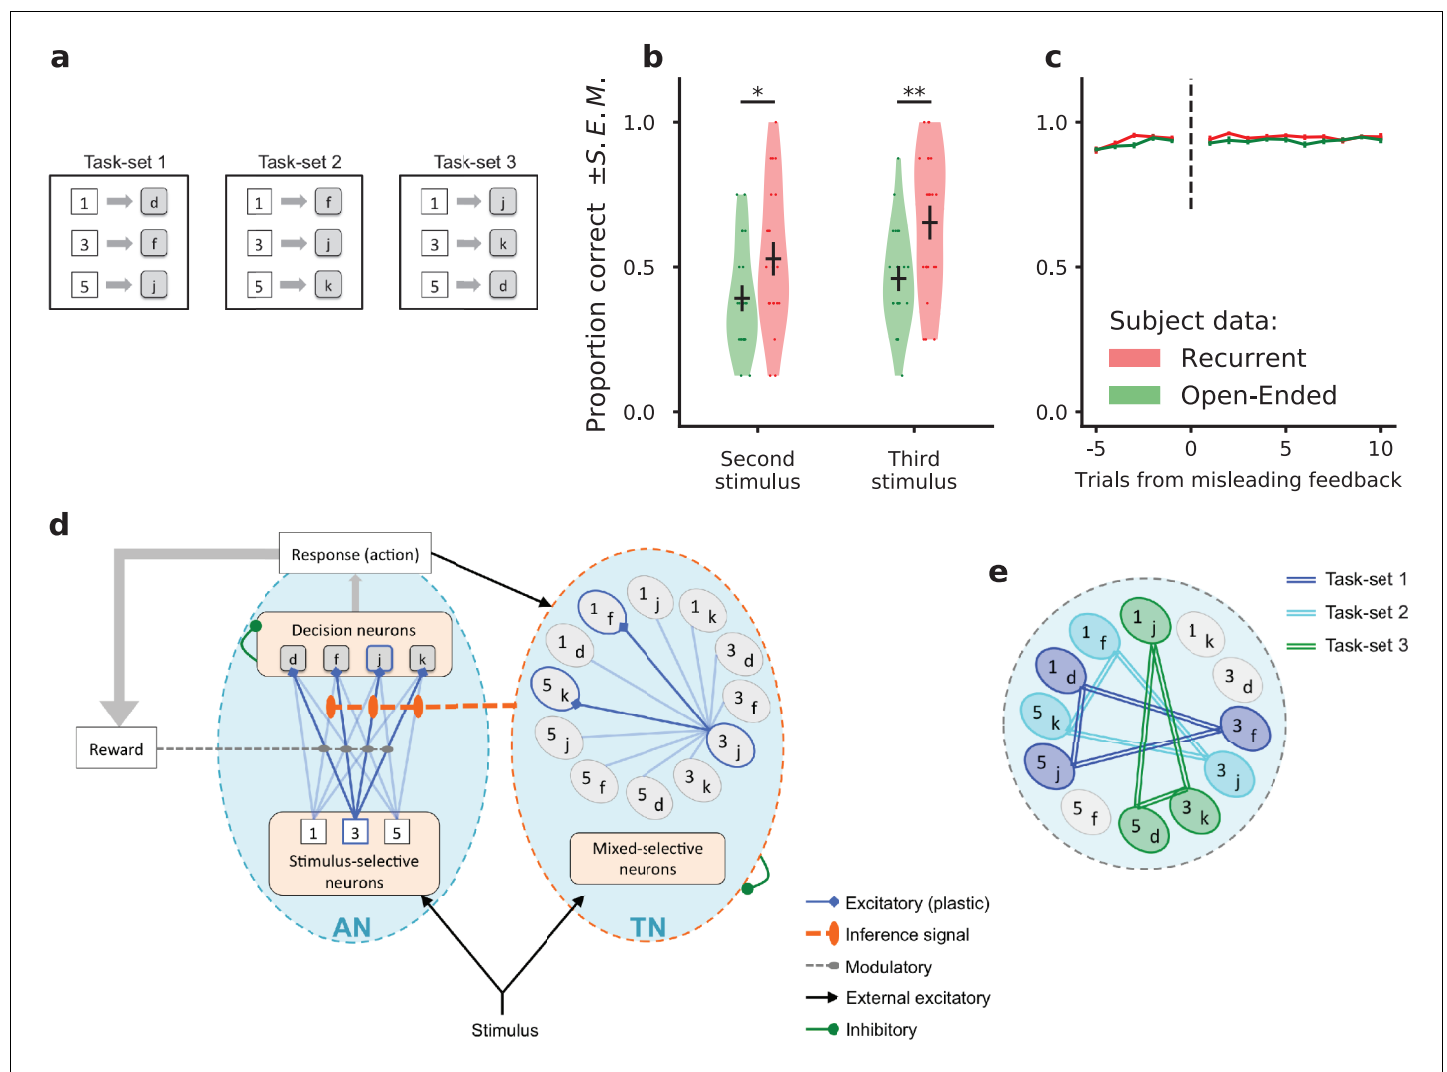 a
Task-set 1
Task-set 2
Task-set 3
1 d
3 f
5 j
1 f
3 j
5 k
1 j
3 k
5 d
b
Proportion correct ±S.E.M.
1.0
0.5
0.0
*
**
Second
stimulus
Third
stimulus
c
1.0
0.5
0.0
Subject data:
Recurrent
Open-Ended
-5 0 5 10
Trials from misleading feedback
d
Response (action)
Decision neurons
d f j k
Reward
1 3 5
Stimulus-selective
neurons
AN
1 f
1 j
1 k
1 d
3 d
5 k
3 f
5 j
3 j
5 f
5 d
3 k
Mixed-selective
neurons
TN
Stimulus
Excitatory (plastic)
Inference signal
Modulatory
External excitatory
Inhibitory
e
Task-set 1
Task-set 2
Task-set 3
1 j
1 f
1 k
1 d
3 d
5 k
3 f
5 j
3 j
5 f
5 d
3 k